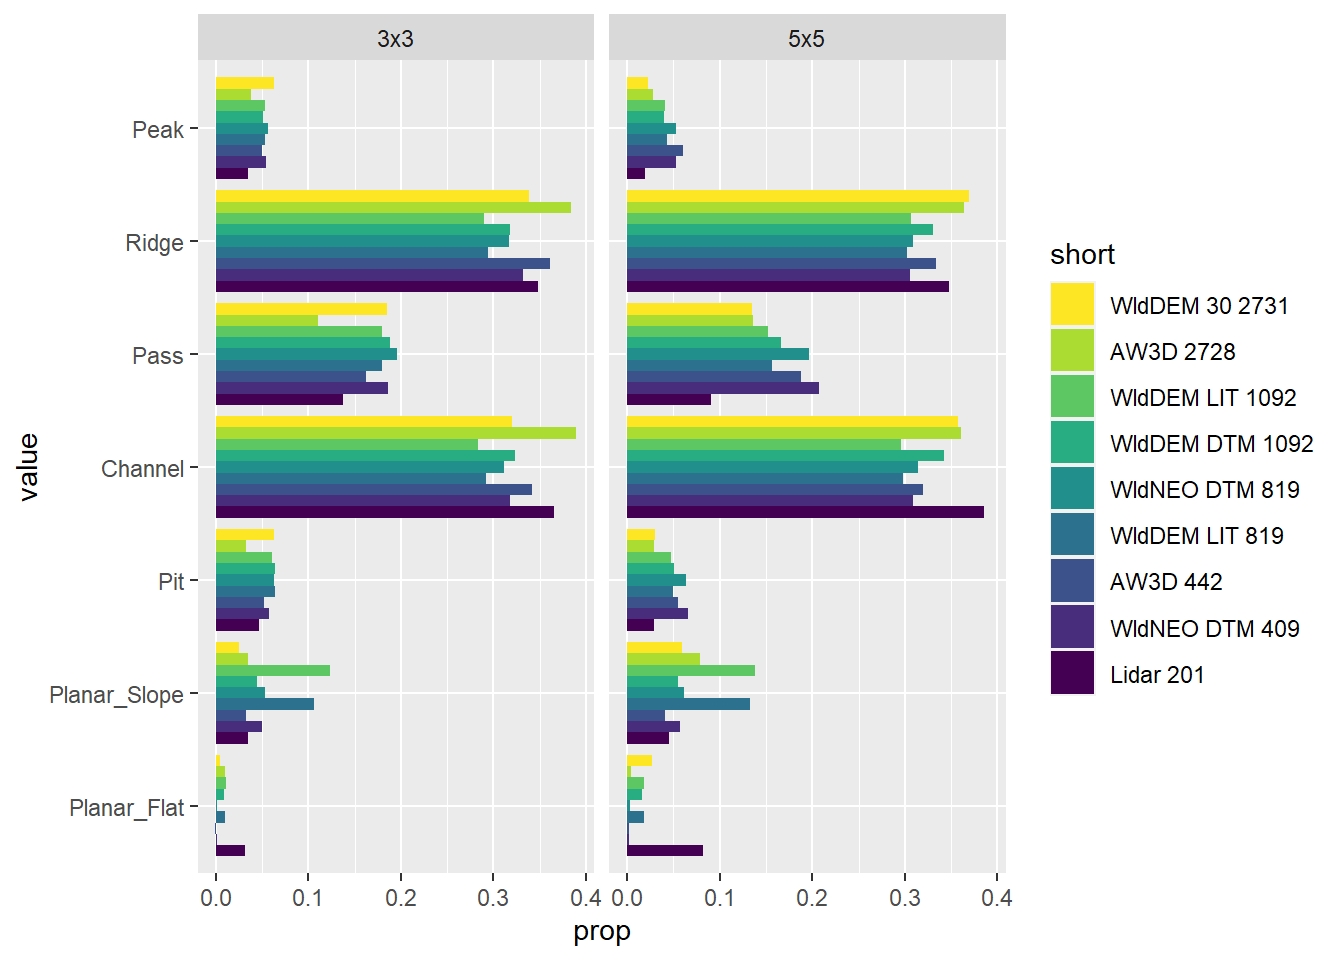 3x3
5x5
Peak
Ridge
Pass
Channel
Pit
Planar_Slope
Planar_Flat
value
0.0 0.1 0.2 0.3 0.4
0.0 0.1 0.2 0.3 0.4
prop
short
WldDEM 30 2731
AW3D 2728
WldDEM LIT 1092
WldDEM DTM 1092
WldNEO DTM 819
WldDEM LIT 819
AW3D 442
WldNEO DTM 409
Lidar 201